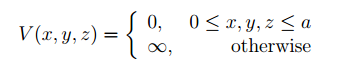 V(x, y, z) = { 0, 0 ≤ x, y, z ≤ a
∞, otherwise